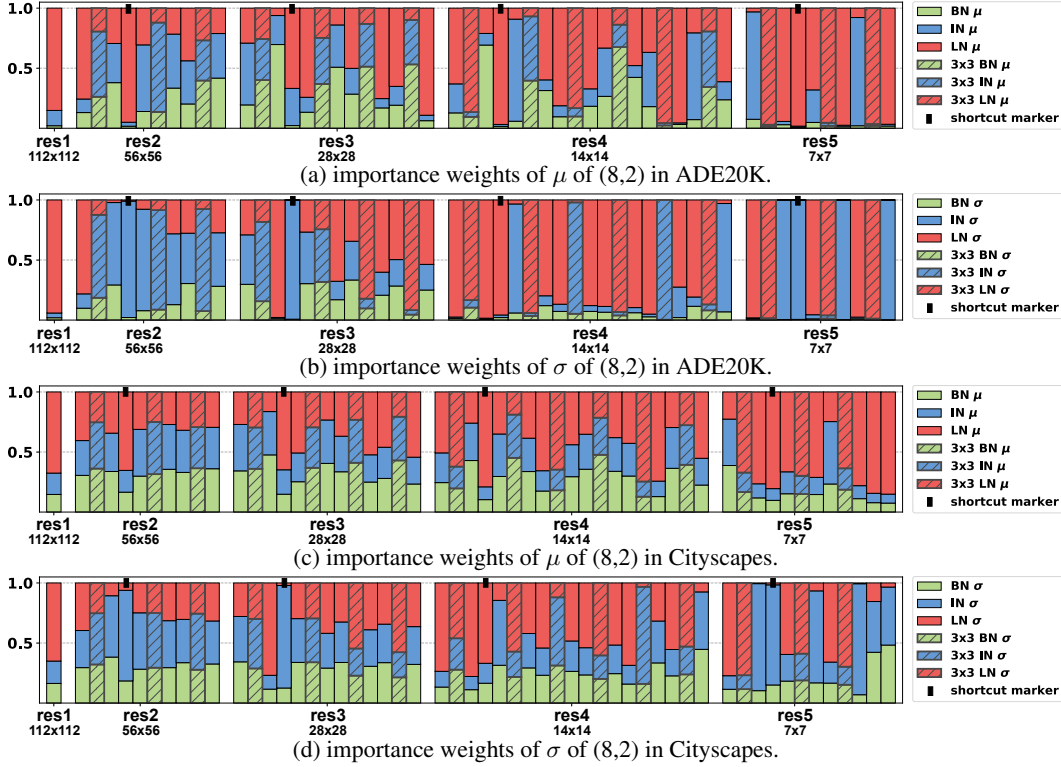 1.0
0.5
res1 res2 res3 res4 res5
112x112 56x56 28x28 14x14 7x7
BN μ
IN μ
LN μ
3x3 BN μ
3x3 IN μ
3x3 LN μ
shortcut marker
(a) importance weights of μ of (8,2) in ADE20K.
1.0
0.5
res1 res2 res3 res4 res5
112x112 56x56 28x28 14x14 7x7
BN σ
IN σ
LN σ
3x3 BN σ
3x3 IN σ
3x3 LN σ
shortcut marker
(b) importance weights of σ of (8,2) in ADE20K.
1.0
0.5
res1 res2 res3 res4 res5
112x112 56x56 28x28 14x14 7x7
BN μ
IN μ
LN μ
3x3 BN μ
3x3 IN μ
3x3 LN μ
shortcut marker
(c) importance weights of μ of (8,2) in Cityscapes.
1.0
0.5
res1 res2 res3 res4 res5
112x112 56x56 28x28 14x14 7x7
BN σ
IN σ
LN σ
3x3 BN σ
3x3 IN σ
3x3 LN σ
shortcut marker
(d) importance weights of σ of (8,2) in Cityscapes.